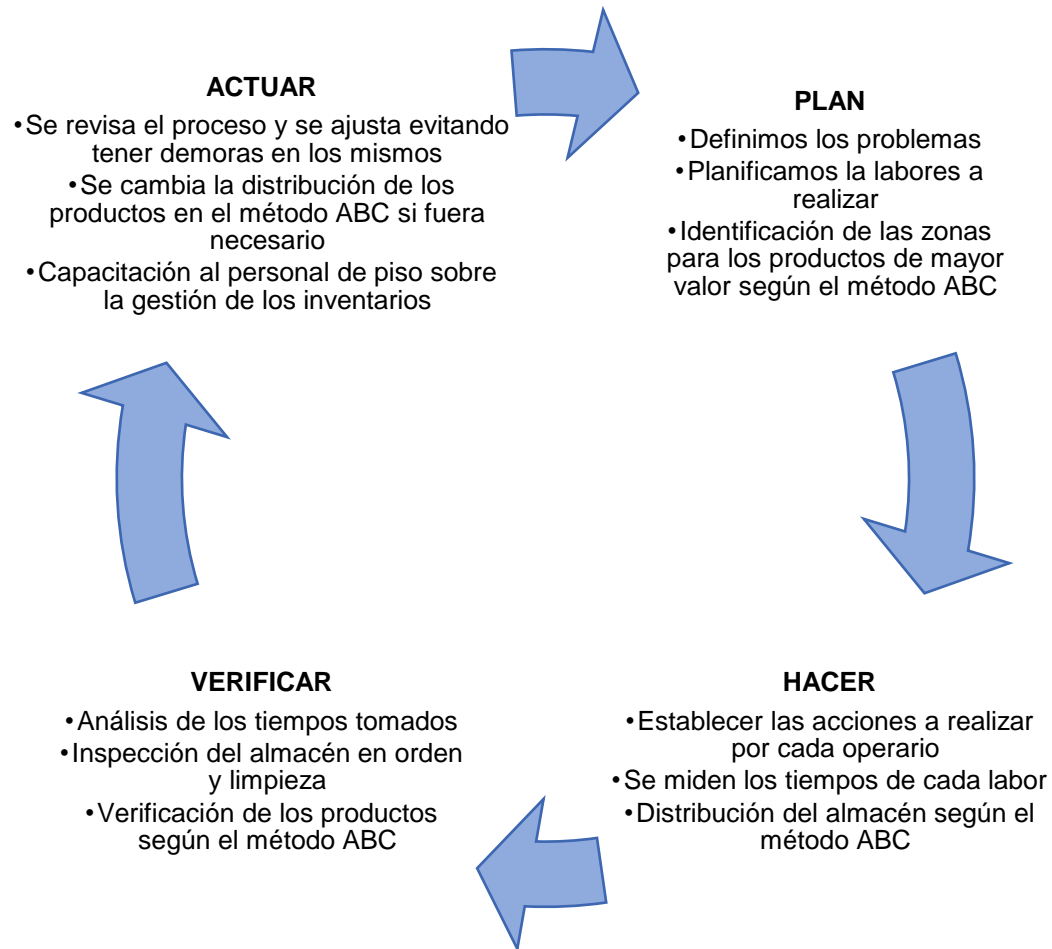 ACTUAR
•Se revisa el proceso y se ajusta evitando
tener demoras en los mismos
•Se cambia la distribución de los
productos en el método ABC si fuera
necesario
•Capacitación al personal de piso sobre
la gestión de los inventarios
PLAN
•Definimos los problemas
•Planificamos la labores a
realizar
•Identificación de las zonas
para los productos de mayor
valor según el método ABC
VERIFICAR
•Análisis de los tiempos tomados
•Inspección del almacén en orden
y limpieza
•Verificación de los productos
según el método ABC
HACER
•Establecer las acciones a realizar
por cada operario
•Se miden los tiempos de cada labor
•Distribución del almacén según el
método ABC